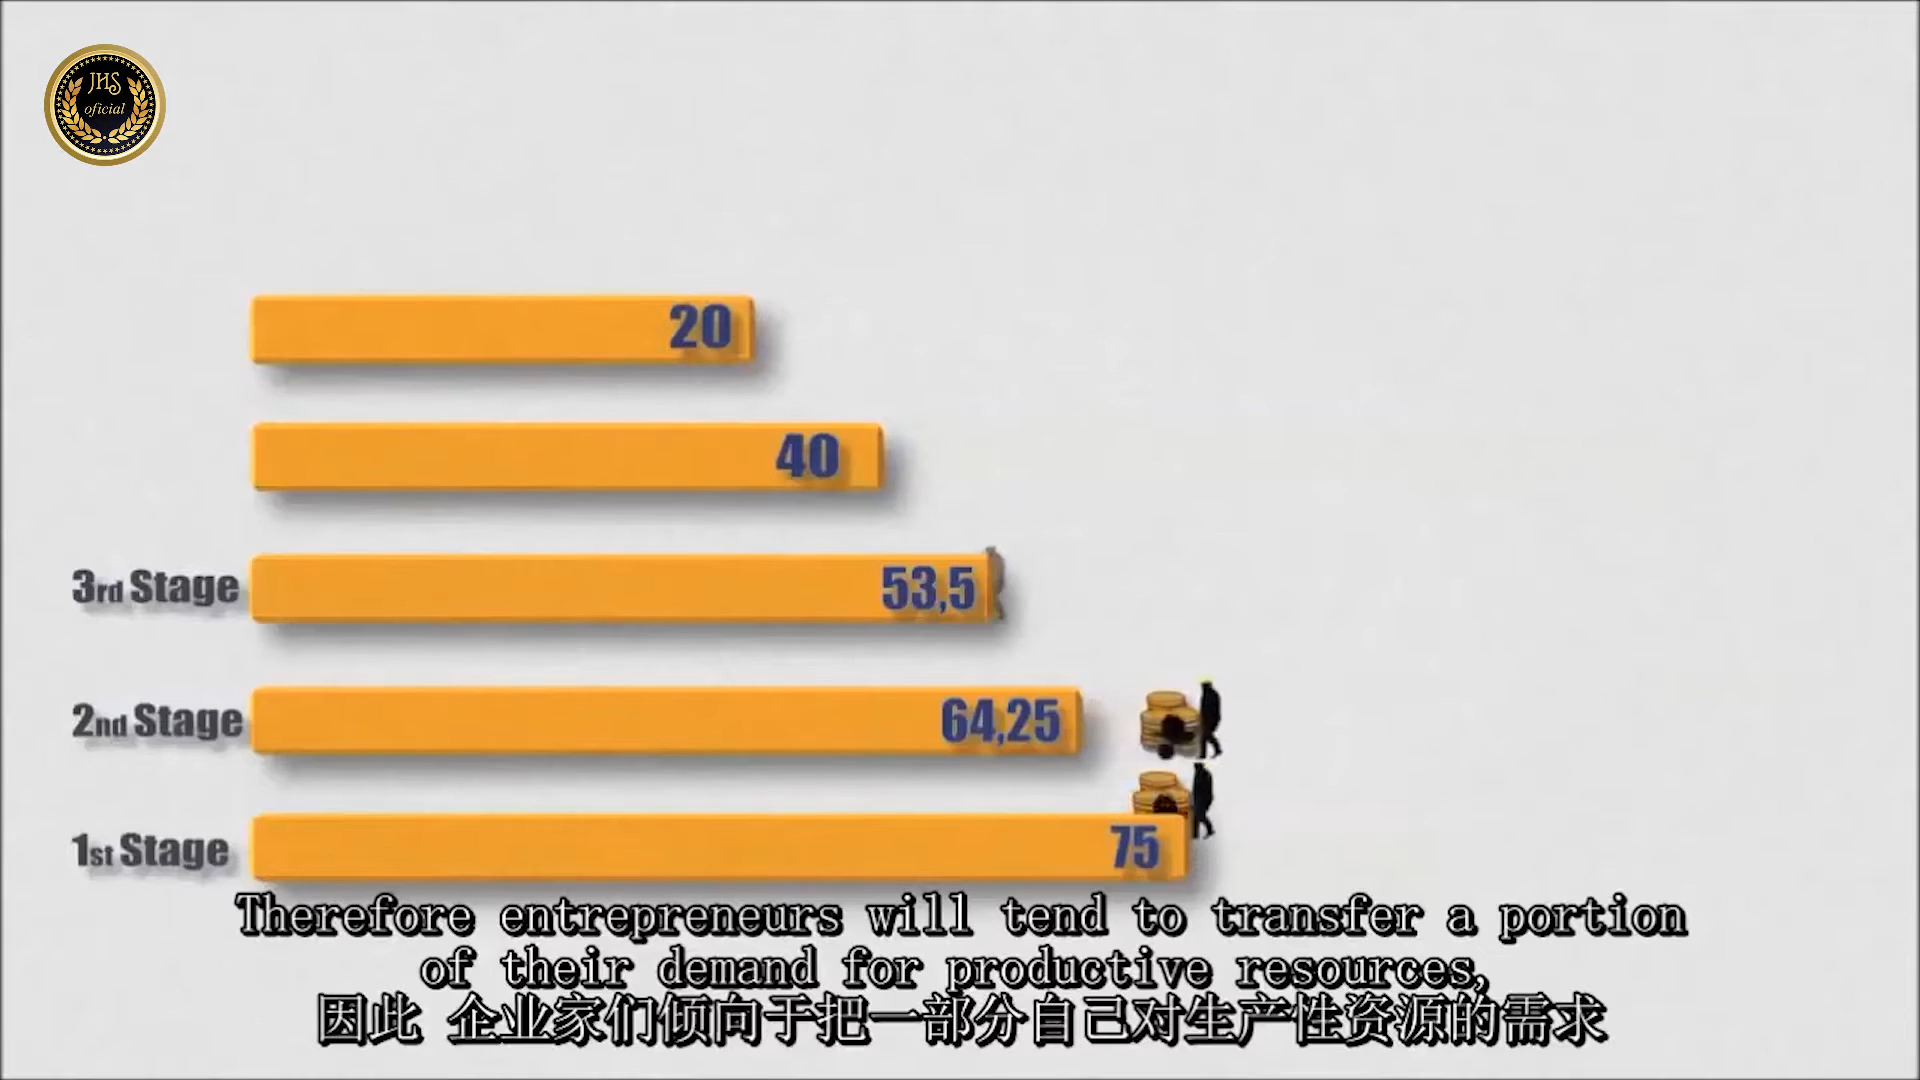 JHS
oficial
20
40
3rd Stage 53,5
2nd Stage 64,25
1st Stage 75
Therefore entrepreneurs will tend to transfer a portion
of their demand for productive resources,
因此 企业家们倾向于把一部分自己对生产性资源的需求